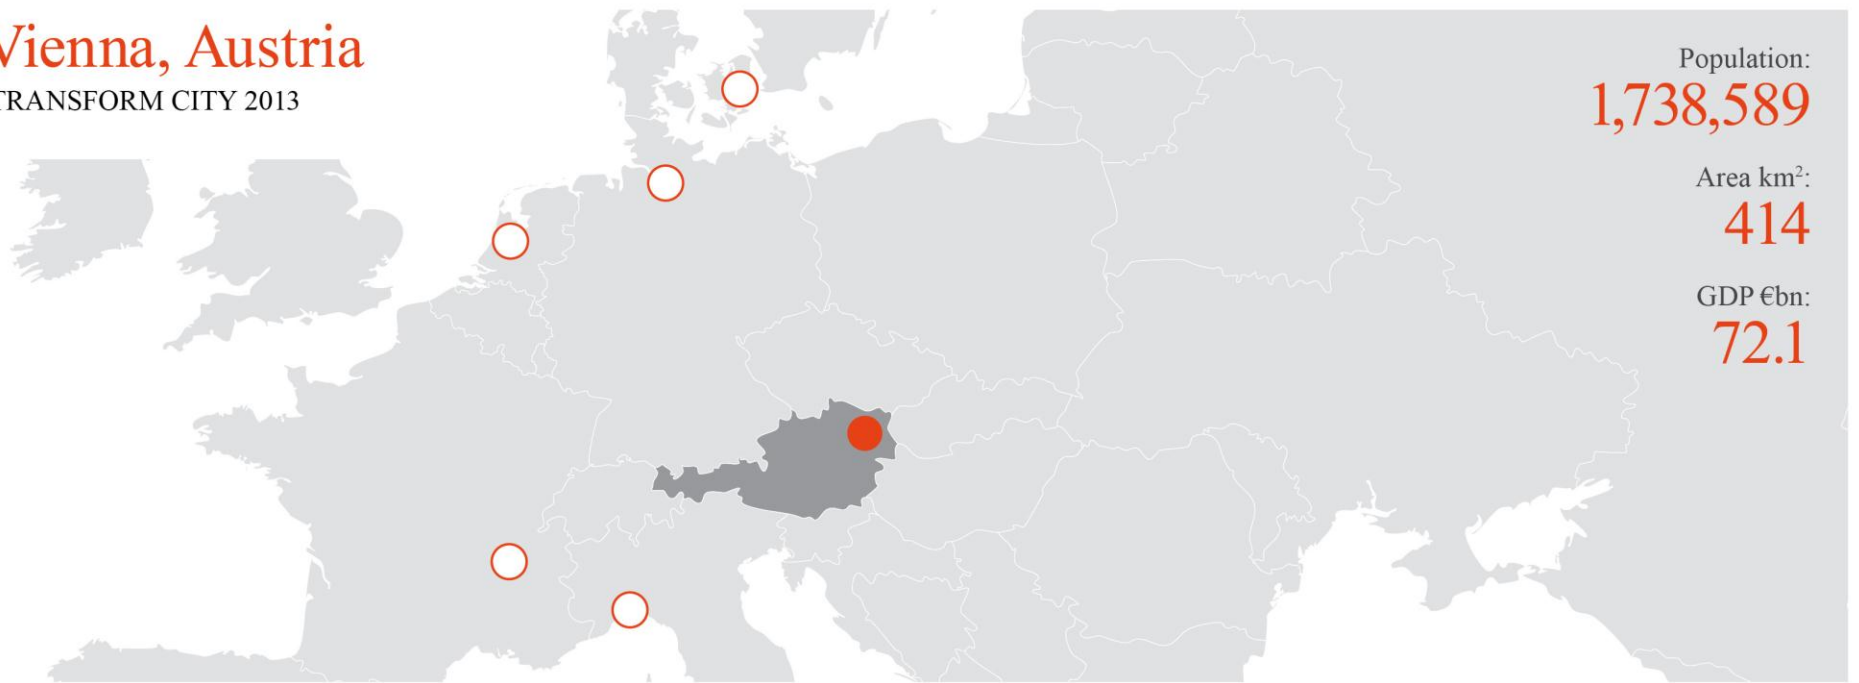 Vienna, Austria
TRANSFORM CITY 2013
Population:
1,738,589
Area km²:
414
GDP €bn:
72.1